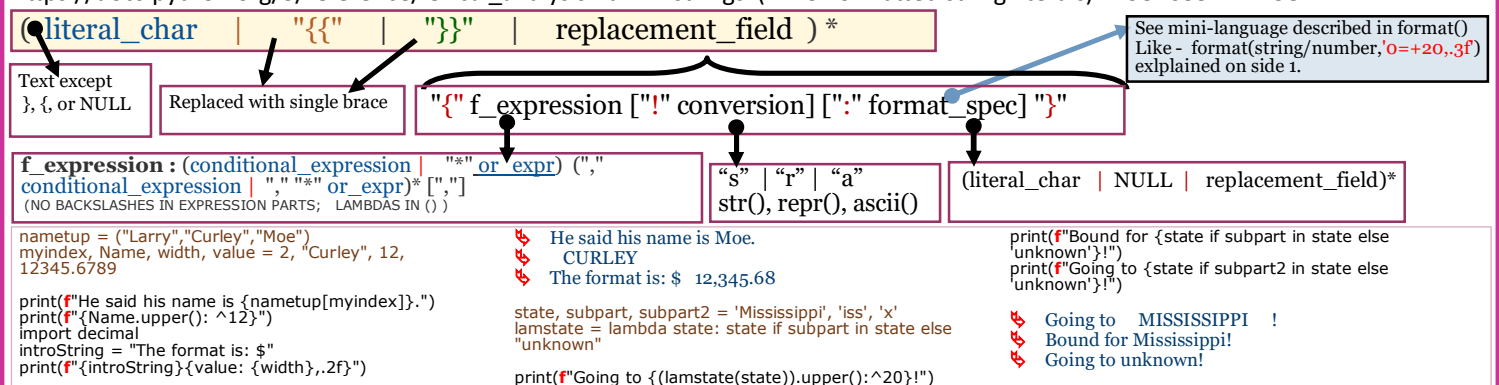 ( literal_char | "{{" | "}}" | replacement_field ) *
See mini-language described in format()
Like - format(string/number,'0=+20,.3f')
exlplained on side 1.
Text except
}, {, or NULL
Replaced with single brace
"{" f_expression ["!" conversion] [":" format_spec] "}"
f_expression : (conditional_expression | "*" or_expr) (","
conditional_expression | "," "*" or_expr)* [","]
(NO BACKSLASHES IN EXPRESSION PARTS; LAMBDAS IN () )
“s” | “r” | “a”
str(), repr(), ascii()
(literal_char | NULL | replacement_field)*
nametup = ("Larry","Curley","Moe")
myindex, Name, width, value = 2, "Curley", 12,
12345.6789
print(f"He said his name is {nametup[myindex]}.")
print(f"{Name.upper(): ^12}")
import decimal
introString = "The format is: $"
print(f"{introString}{value: {width},.2f}")
He said his name is Moe.
CURLEY
The format is: $ 12,345.68
state, subpart, subpart2 = 'Mississippi', 'iss', 'x'
lamstate = lambda state: state if subpart in state else
"unknown"
print(f"Going to {(lamstate(state)).upper():^20}!")
print(f"Bound for {state if subpart in state else
'unknown'}!")
print(f"Going to {state if subpart2 in state else
'unknown'}!")
Going to MISSISSIPPI !
Bound for Mississippi!
Going to unknown!